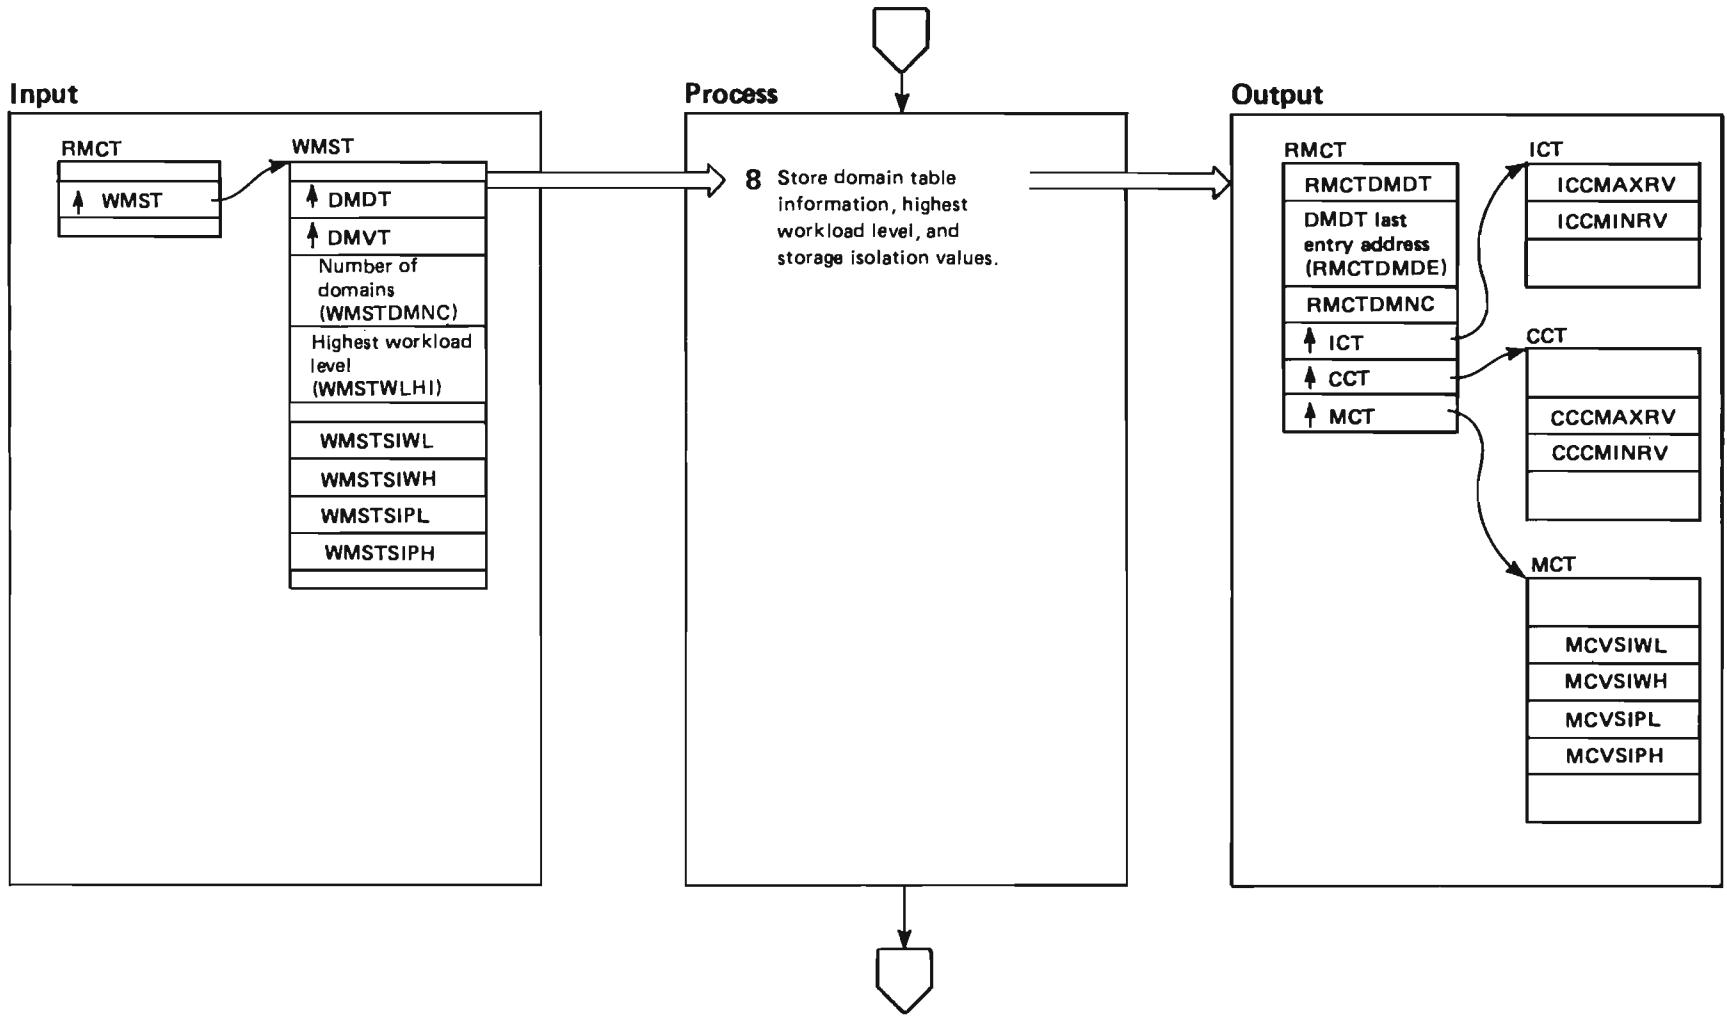 Input
RMCT
WMST
WMST
DMDT
DMVT
Number of
domains
(WMSTDMNC)
Highest workload
level
(WMSTWLHI)
WMSTSIWL
WMSTSIWH
WMSTSIPL
WMSTSIPH
Process
8 Store domain table
information, highest
workload level, and
storage isolation values.
Output
RMCT
RMCTDMDT
DMDT last
entry address
(RMCTDMDE)
RMCTDMNC
ICT
CCT
MCT
ICT
ICCMAXRV
ICCMINRV
CCT
CCCMAXRV
CCCMINRV
MCT
MCVSIWL
MCVSIWH
MCVSIPL
MCVSIPH